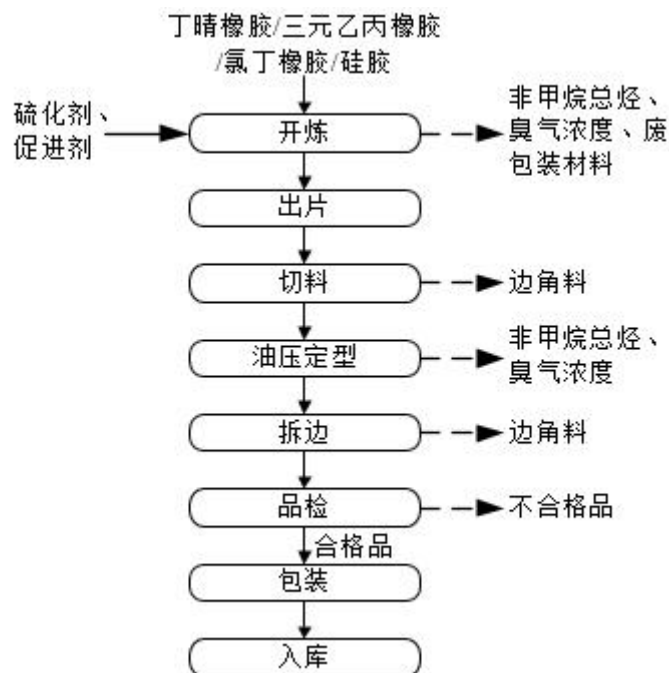 丁晴橡胶/三元乙丙橡胶
/氯丁橡胶/硅胶
硫化剂、
促进剂
开炼
非甲烷总烃、
臭气浓度、废
包装材料
出片
切料
边角料
油压定型
非甲烷总烃、
臭气浓度
拆边
边角料
品检
不合格品
合格品
包装
入库